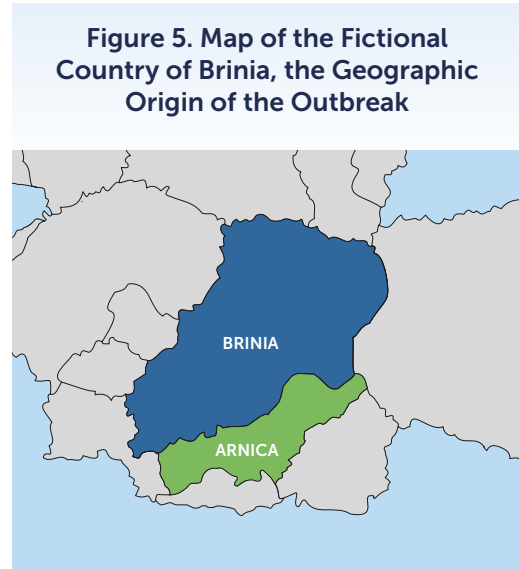 Figure 5. Map of the Fictional
Country of Brinia, the Geographic
Origin of the Outbreak
BRINIA
ARNICA